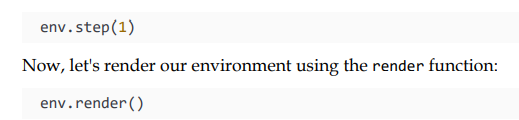 env.step(1)
Now, let's render our environment using the render function:
env.render()